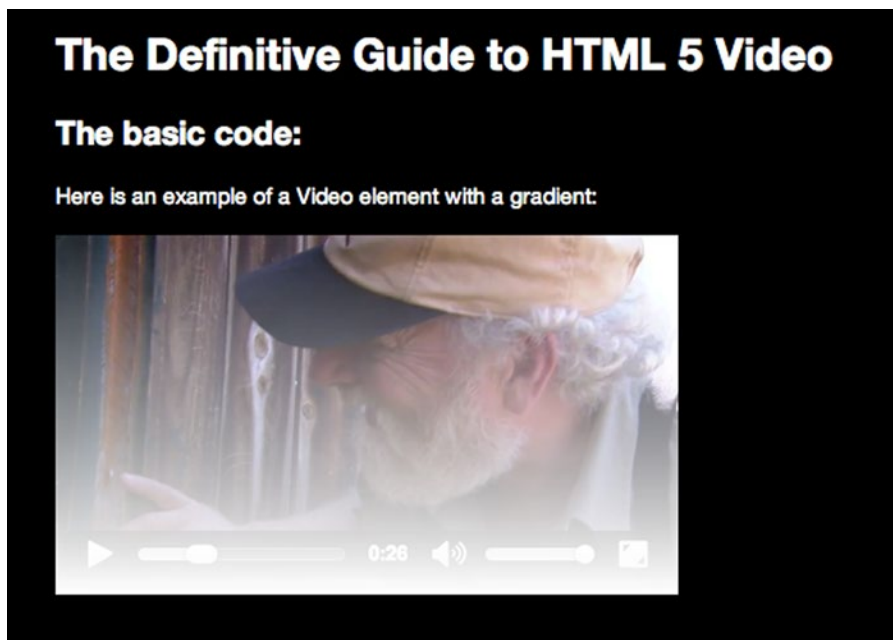 The Definitive Guide to HTML 5 Video
The basic code:
Here is an example of a Video element with a gradient:
0:26